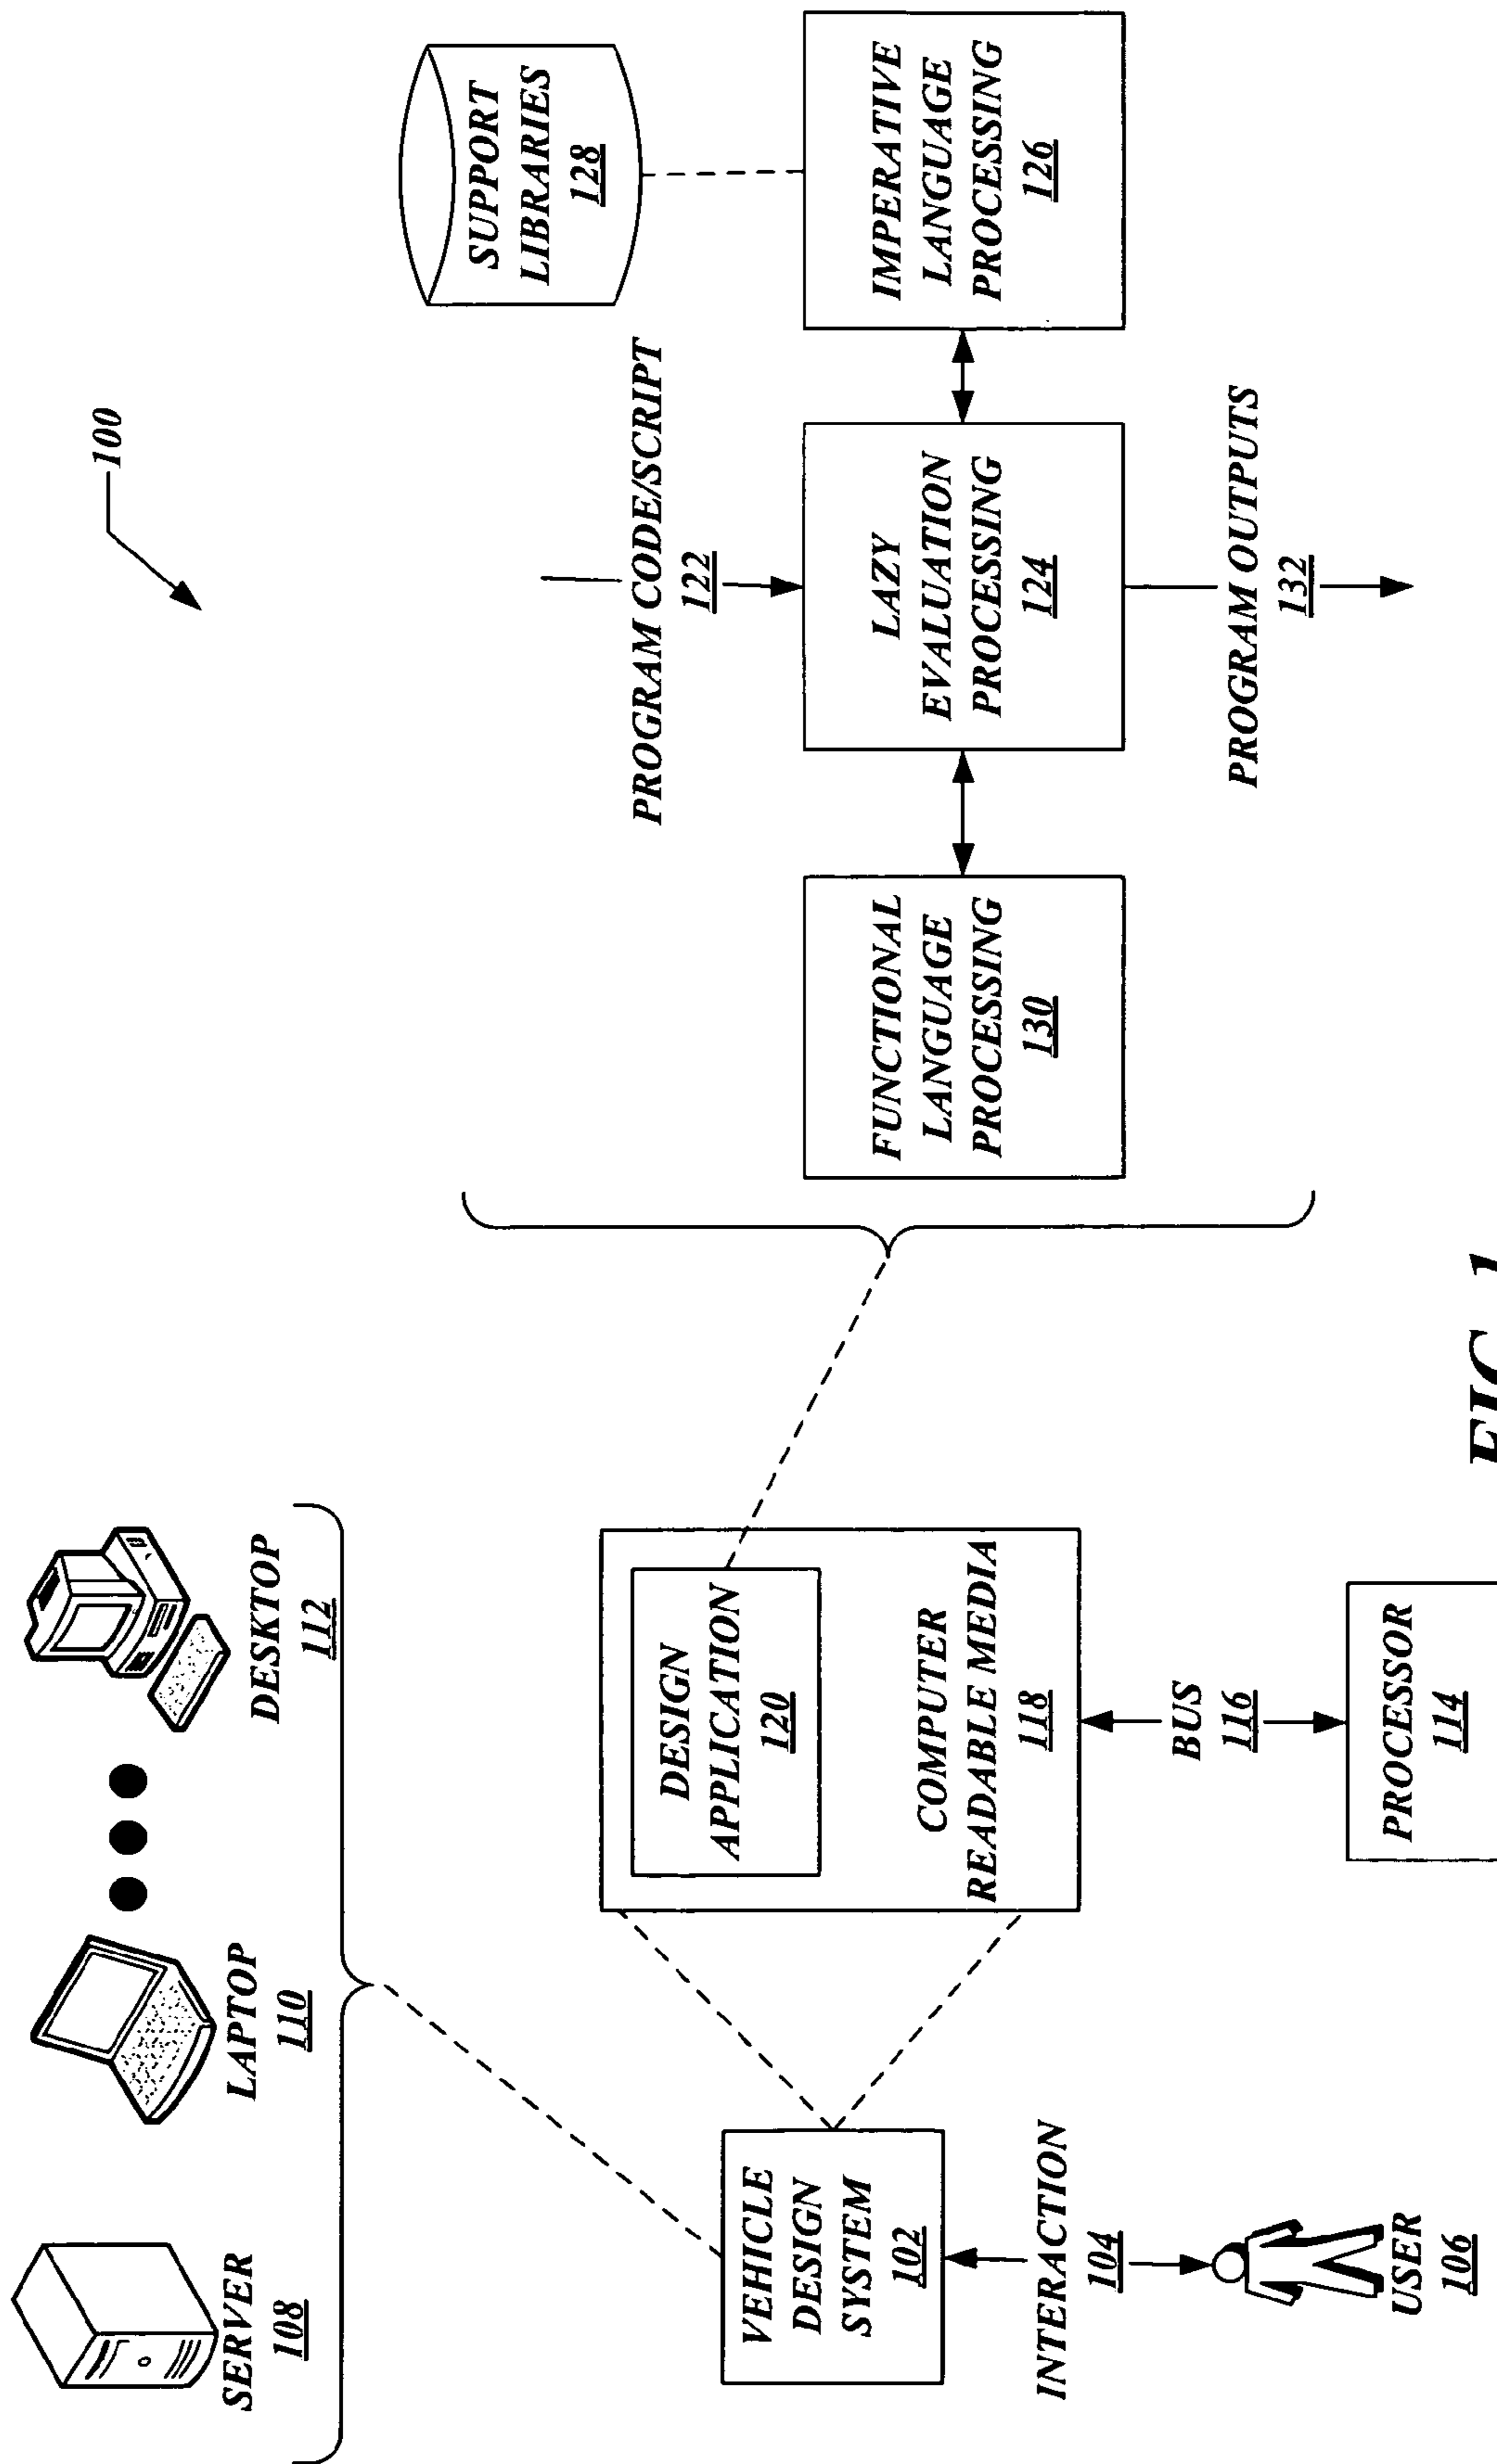 100
SERVER
108
LAPTOP
110
DESKTOP
112
VEHICLE
DESIGN
SYSTEM
102
INTERACTION
104
USER
106
DESIGN
APPLICATION
120
COMPUTER
READABLE MEDIA
118
BUS
116
PROCESSOR
114
FUNCTIONAL
LANGUAGE
PROCESSING
130
PROGRAM CODE/SCRIPT
122
LAZY
EVALUATION
PROCESSING
124
PROGRAM OUTPUTS
132
SUPPORT
LIBRARIES
128
IMPERATIVE
LANGUAGE
PROCESSING
126
FIG. 1